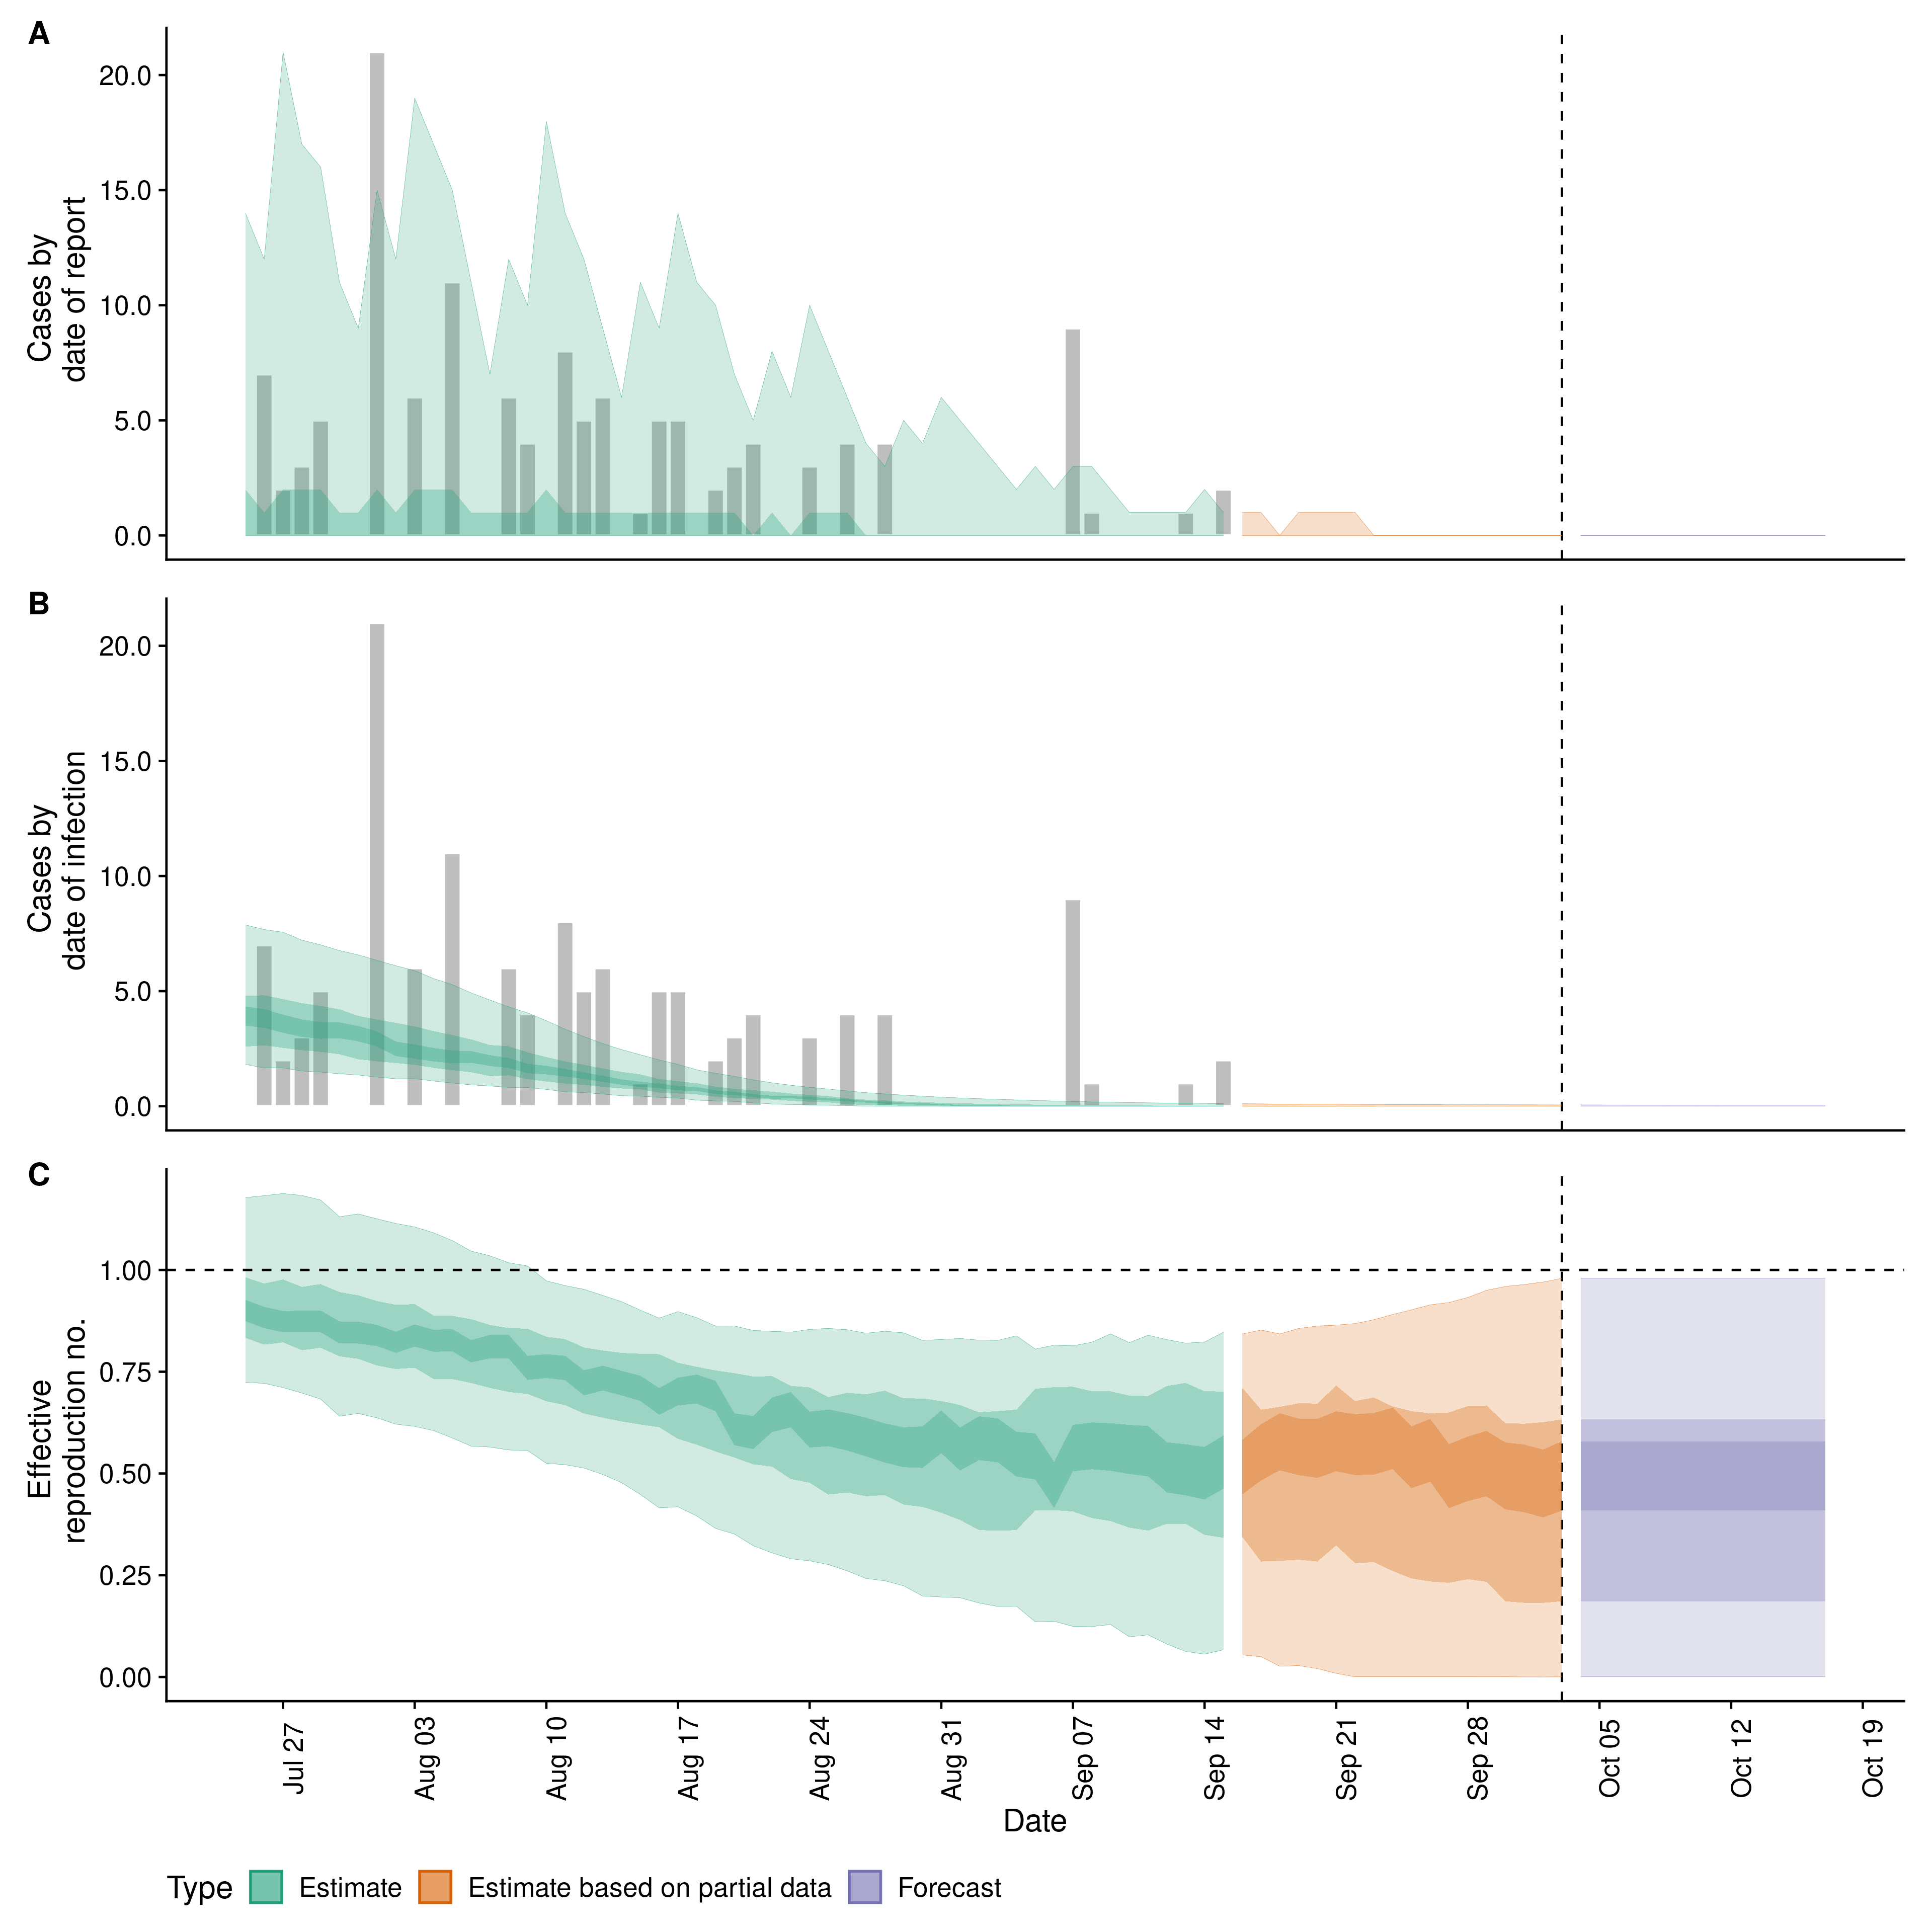 A
20.0
15.0
10.0
5.0
0.0
Cases by
date of report
B
20.0
15.0
10.0
5.0
0.0
Cases by
date of infection
C
1.00
0.75
0.50
0.25
0.00
Effective
reproduction no.
Jul 27
Aug 03
Aug 10
Aug 17
Aug 24
Aug 31
Sep 07
Sep 14
Sep 21
Sep 28
Oct 05
Oct 12
Oct 19
Date
Type Estimate Estimate based on partial data Forecast